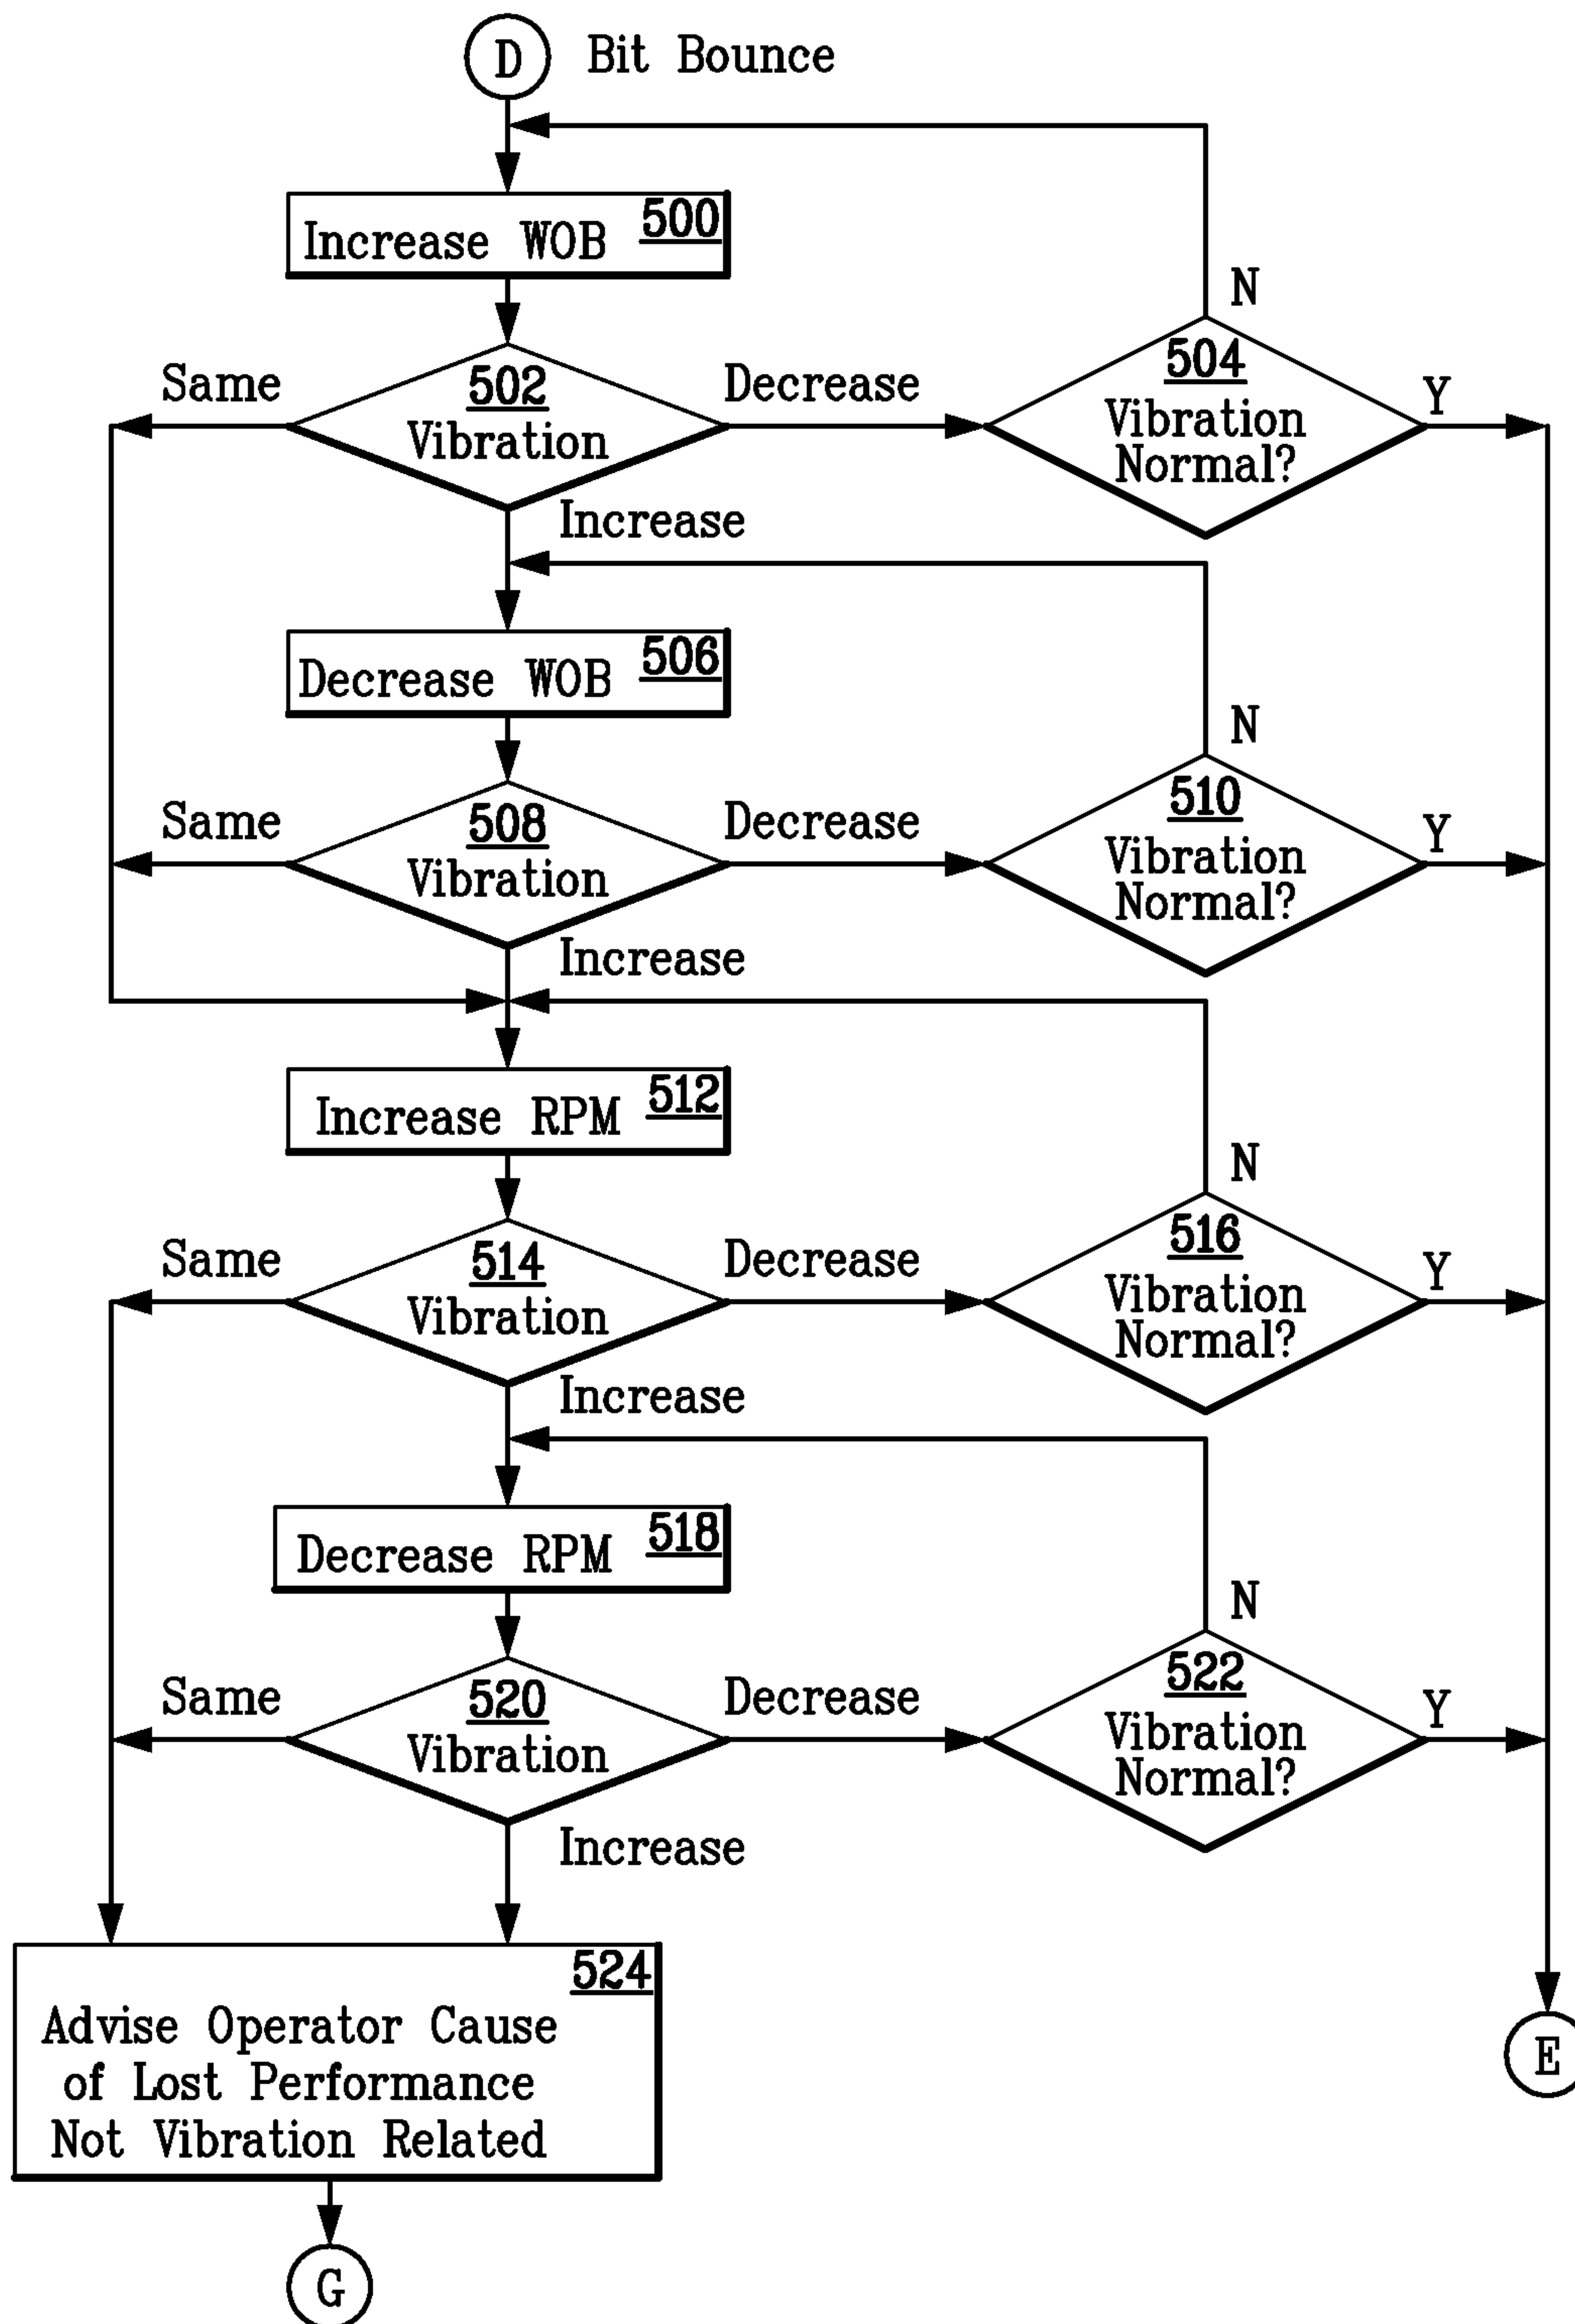 D Bit Bounce
500
Increase WOB
N
Same
502
Vibration
Decrease
504
Vibration
Normal?
Y
Increase
506
Decrease WOB
N
Same
508
Vibration
Decrease
510
Vibration
Normal?
Y
Increase
512
Increase RPM
N
Same
514
Vibration
Decrease
516
Vibration
Normal?
Y
Increase
518
Decrease RPM
N
Same
520
Vibration
Decrease
522
Vibration
Normal?
Y
Increase
524
Advise Operator Cause
of Lost Performance
Not Vibration Related
E
G